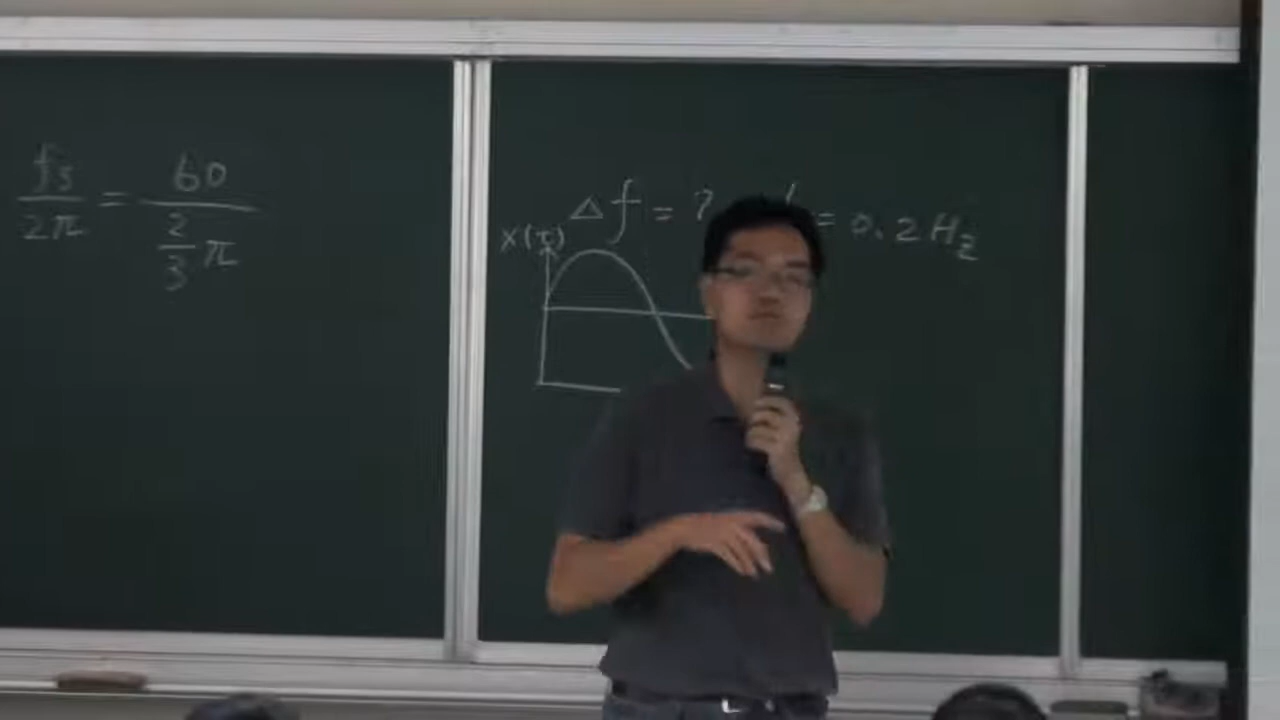 fs/2π = 60/(2/3 π)
Δf = ? = 0.2 Hz
X(t)